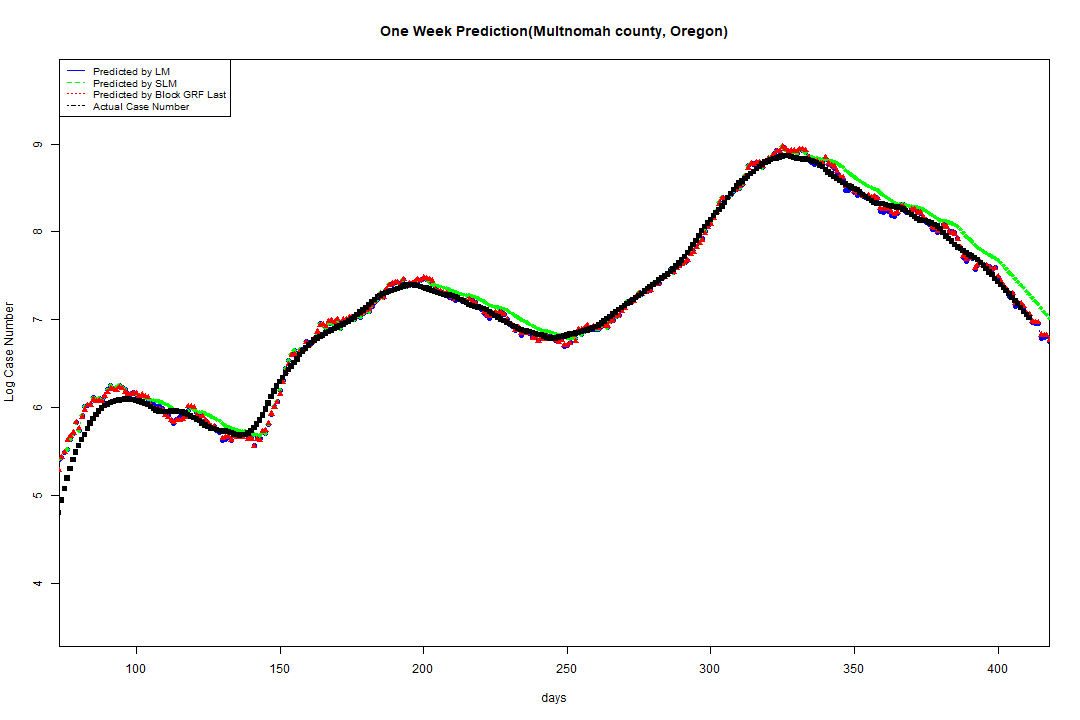 One Week Prediction(Multnomah county, Oregon)
Predicted by LM
Predicted by SLM
Predicted by Block GRF Last
Actual Case Number
Log Case Number
9
8
7
6
5
4
100 150 200 250 300 350 400
days